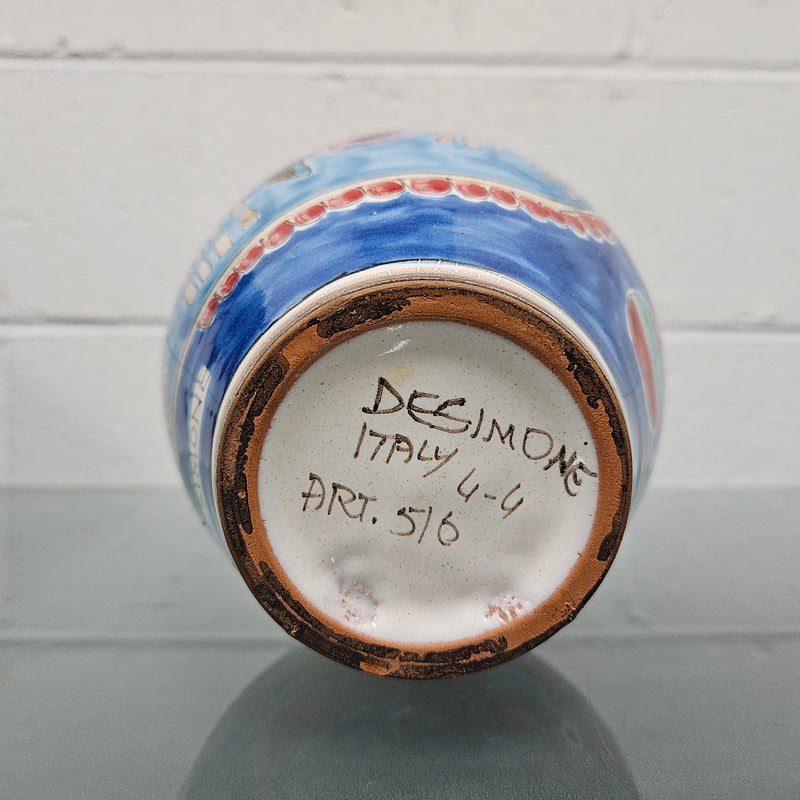 DESIMONE
ITALY 4-4
ART. 516